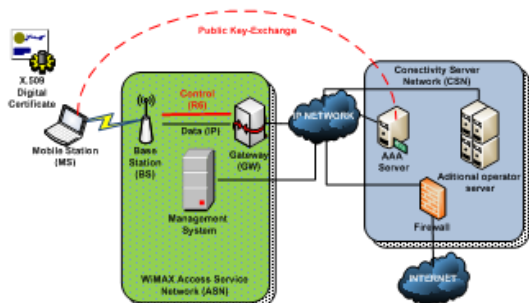 Public Key-Exchange
X.509
Digital
Certificate
Mobile Station
(MS)
Control
(R6)
Data (IP)
Base
Station
(BS)
Gateway
(GW)
Management
System
WiMAX Access Service
Network (ASN)
IP NETWORK
Conectivity Server
Network (CSN)
AAA
Server
Aditional operator
server
Firewall
INTERNET